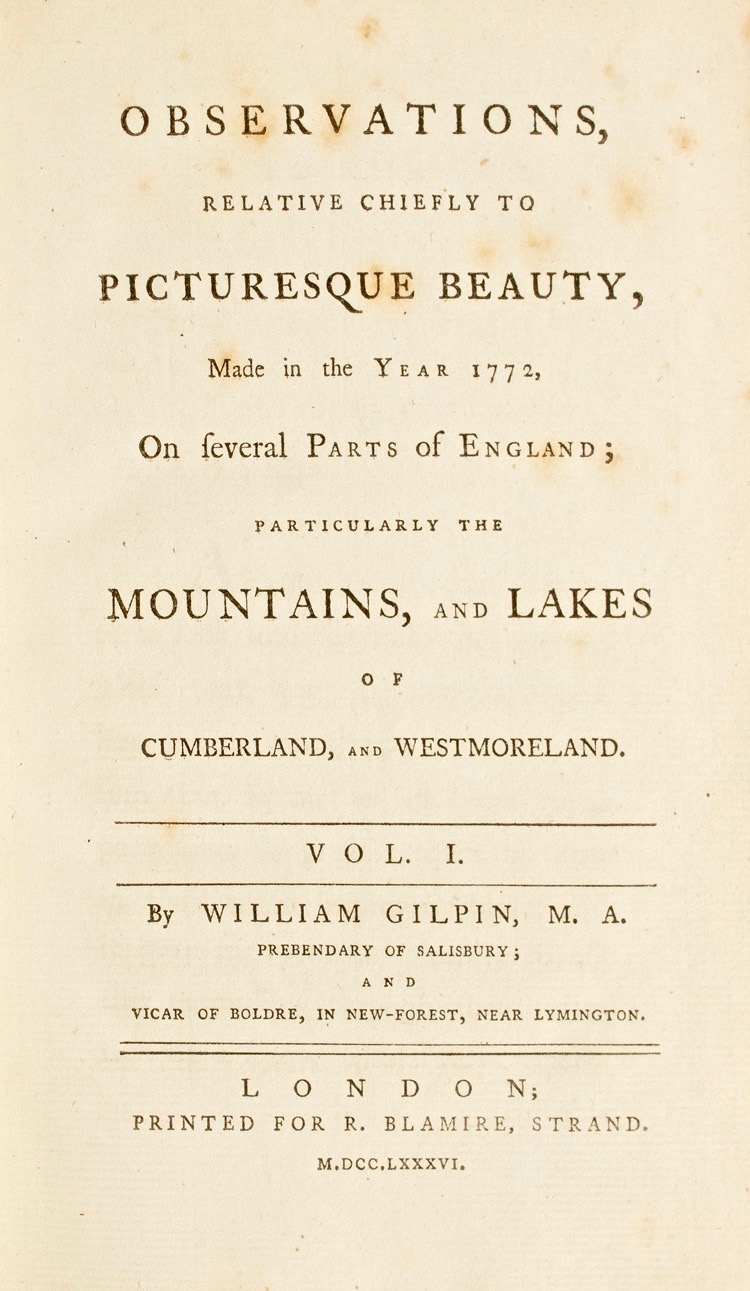 OBSERVATIONS,
RELATIVE CHIEFLY TO
PICTURESQUE BEAUTY,
Made in the YEAR 1772,
On ſeveral PARTS of ENGLAND;
PARTICULARLY THE
MOUNTAINS, AND LAKES
OF
CUMBERLAND, AND WESTMORELAND.
VOL. I.
By WILLIAM GILPIN, M. A.
PREBENDARY OF SALISBURY;
AND
VICAR OF BOLDRE, IN NEW-FOREST, NEAR LYMINGTON.
LONDON;
PRINTED FOR R. BLAMIRE, STRAND.
M.DCC.LXXXVI.